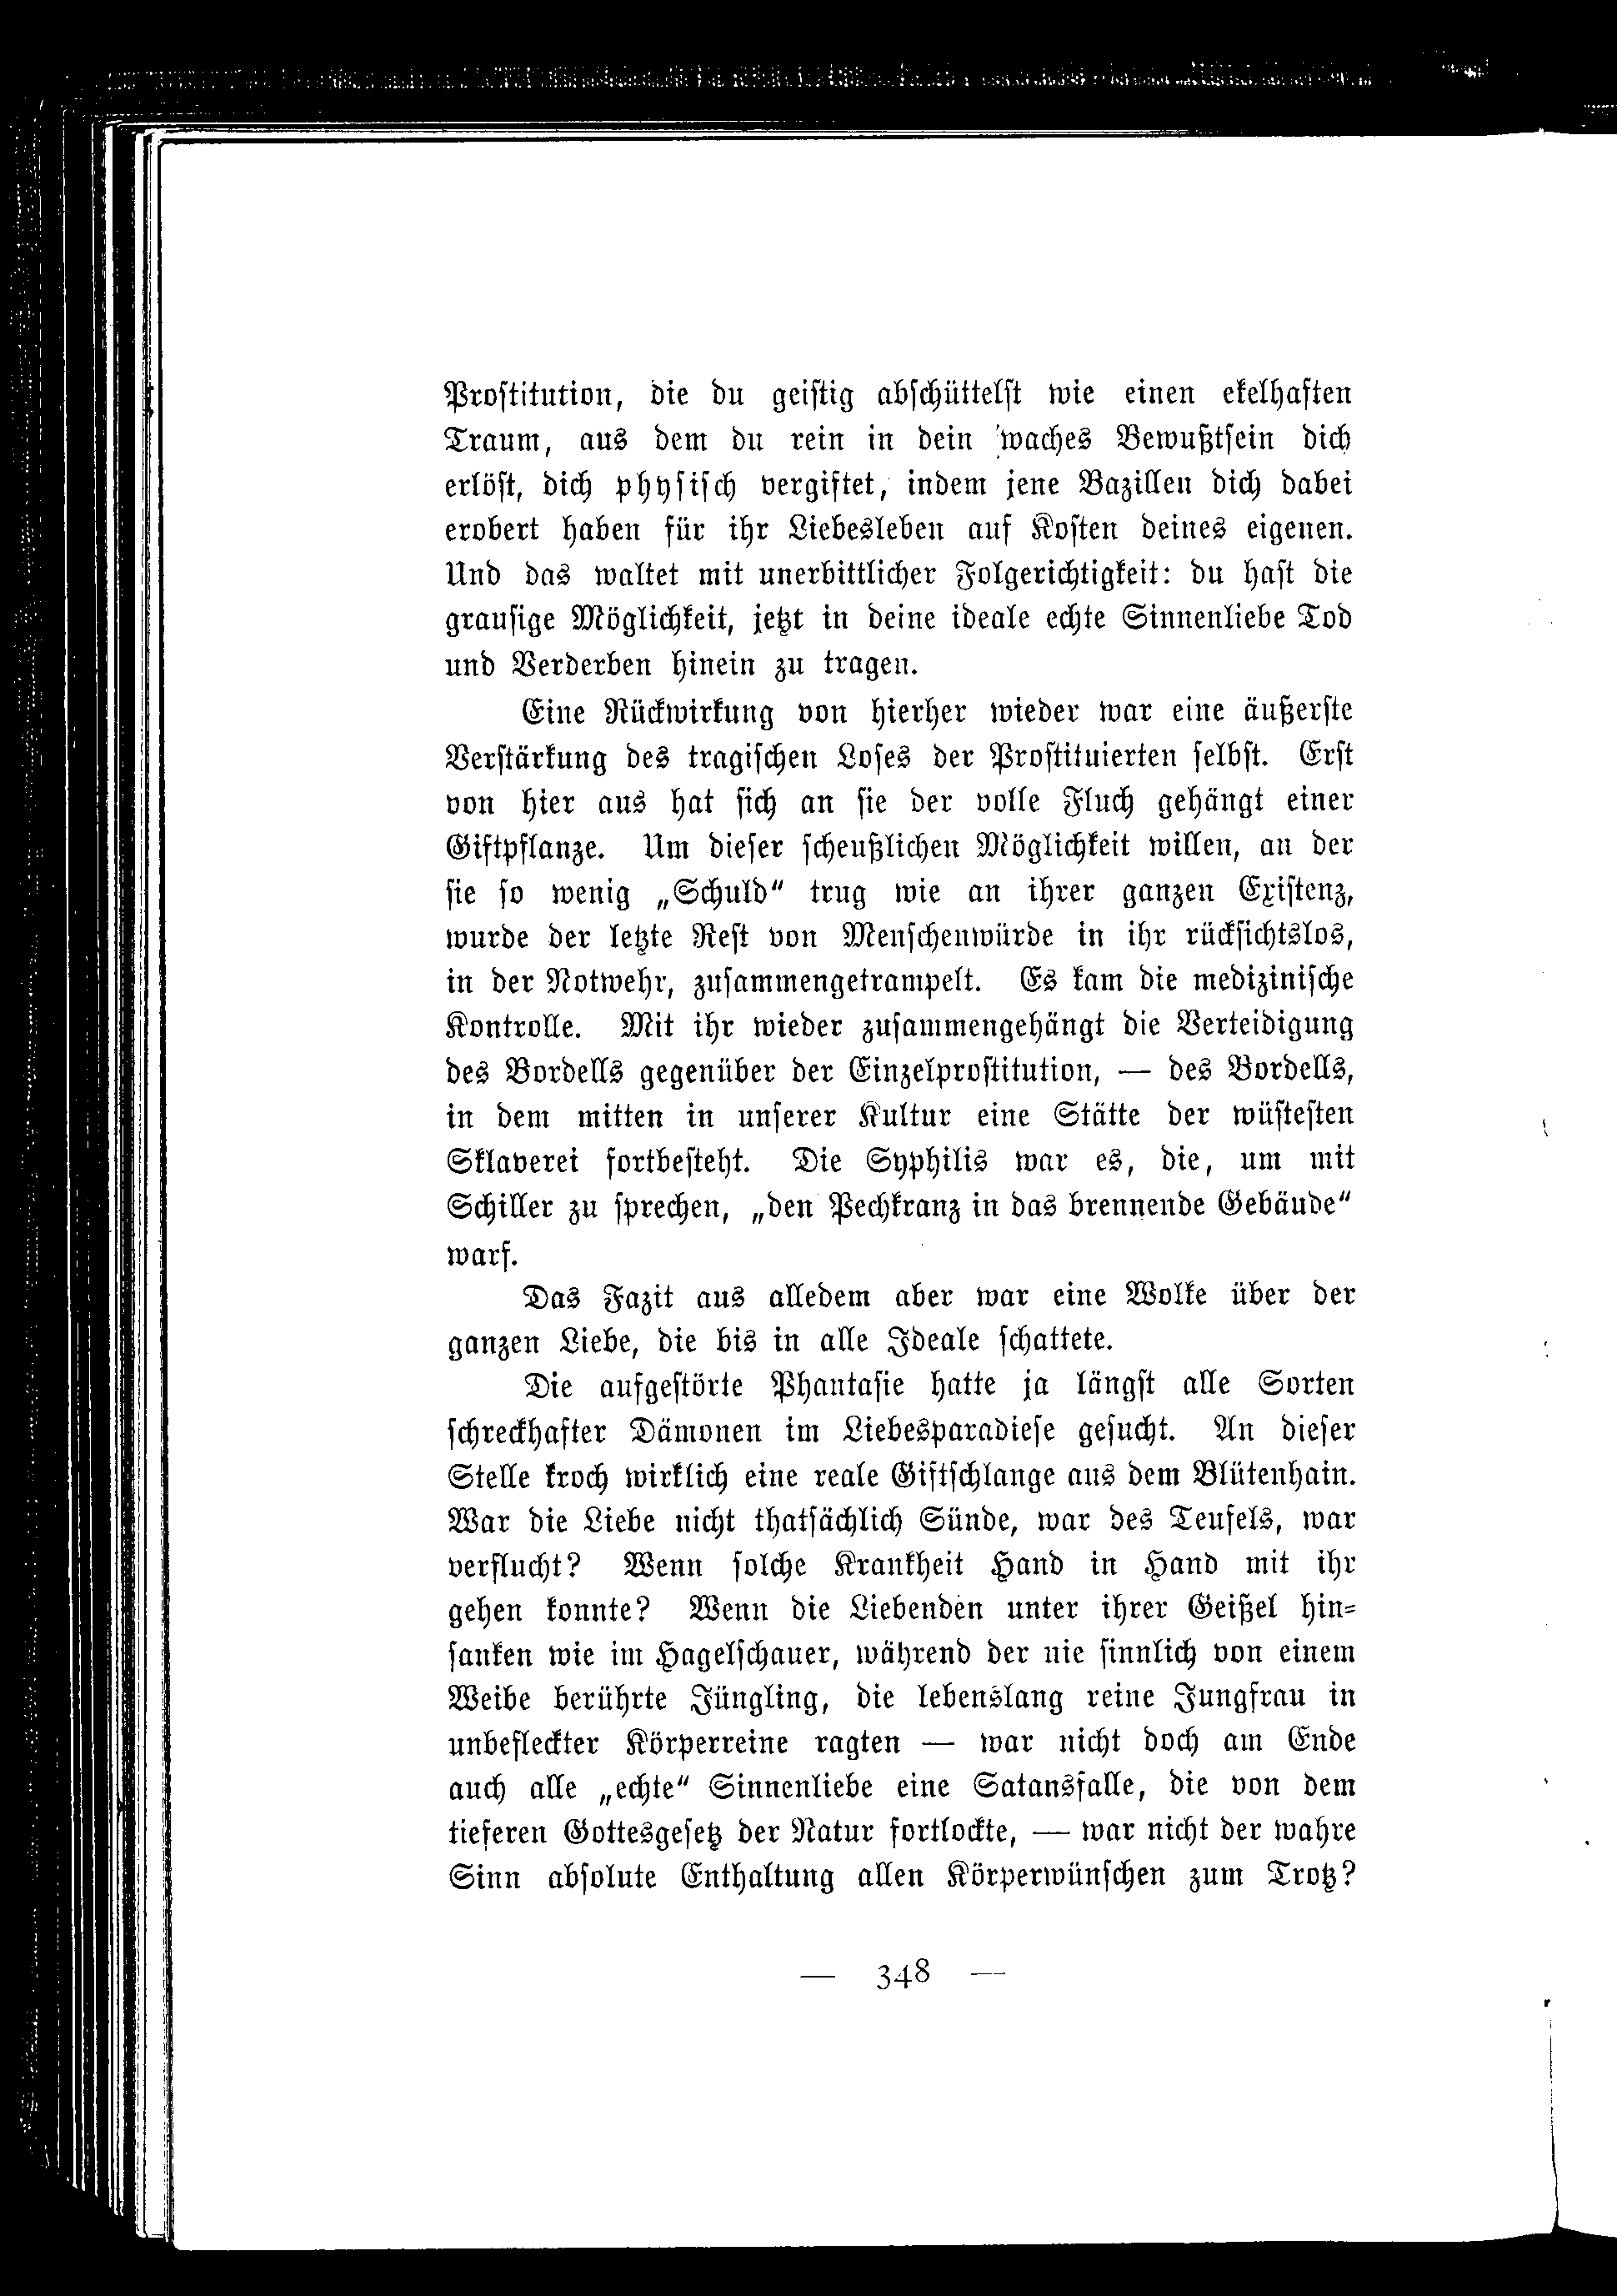 Prostitution, die du geistig abschüttelst wie einen ekelhaften
Traum, aus dem du rein in dein waches Bewußtsein dich
erlöst, dich physisch vergiftet, indem jene Bazillen dich dabei
erobert haben für ihr Liebesleben auf Kosten deines eigenen.
Und das waltet mit unerbittlicher Folgerichtigkeit: du hast die
grausige Möglichkeit, jetzt in deine ideale echte Sinnenliebe Tod
und Verderben hinein zu tragen.
Eine Rückwirkung von hierher wieder war eine äußerste
Verstärkung des tragischen Loses der Prostituierten selbst. Erst
von hier aus hat sich an sie der volle Fluch gehängt einer
Giftpflanze. Um dieser scheußlichen Möglichkeit willen, an der
sie so wenig „Schuld“ trug wie an ihrer ganzen Existenz,
wurde der letzte Rest von Menschenwürde in ihr rücksichtslos,
in der Notwehr, zusammengetrampelt. Es kam die medizinische
Kontrolle. Mit ihr wieder zusammengehängt die Verteidigung
des Bordells gegenüber der Einzelprostitution, — des Bordells,
in dem mitten in unserer Kultur eine Stätte der wüstesten
Sklaverei fortbesteht. Die Syphilis war es, die, um mit
Schiller zu sprechen, „den Pechkranz in das brennende Gebäude“
warf.
Das Fazit aus alledem aber war eine Wolke über der
ganzen Liebe, die bis in alle Ideale schattete.
Die aufgestörte Phantasie hatte ja längst alle Sorten
schreckhafter Dämonen im Liebesparadiese gesucht. An dieser
Stelle kroch wirklich eine reale Giftschlange aus dem Blütenhain.
War die Liebe nicht thatsächlich Sünde, war des Teufels, war
verflucht? Wenn solche Krankheit Hand in Hand mit ihr
gehen konnte? Wenn die Liebenden unter ihrer Geißel hin-
sanken wie im Hagelschauer, während der nie sinnlich von einem
Weibe berührte Jüngling, die lebenslang reine Jungfrau in
unbefleckter Körperreine ragten — war nicht doch am Ende
auch alle „echte“ Sinnenliebe eine Satansfalle, die von dem
tieferen Gottesgesetz der Natur fortlockte, — war nicht der wahre
Sinn absolute Enthaltung allen Körperwünschen zum Trotz?
— 348 —